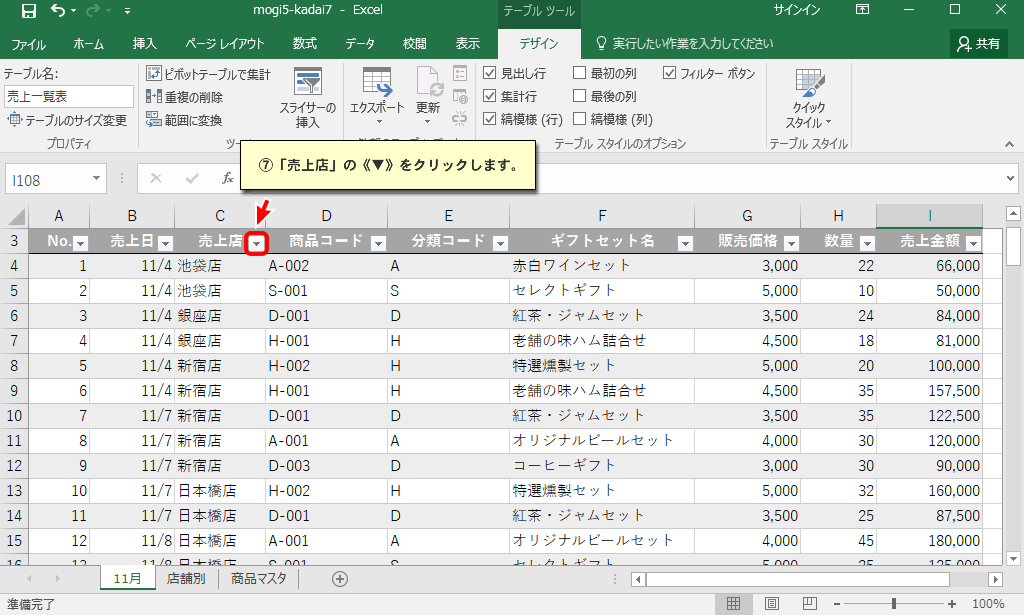 mogi5-kadai7 - Excel
テーブル ツール
サインイン
ファイル ホーム 挿入 ページ レイアウト 数式 データ 校閲 表示 デザイン 実行したい作業を入力してください 共有
テーブル名:
売上一覧表
テーブルのサイズ変更
プロパティ
ピボットテーブルで集計
重複の削除
範囲に変換
スライサーの
挿入
エクスポート
更新
見出し行 最初の列 フィルター ボタン
集計行 最後の列
縞模様 (行) 縞模様 (列)
テーブル スタイルのオプション
クイック
スタイル
テーブル スタイル
⑦「売上店」の《▼》をクリックします。
I108
fx
A B C D E F G H I
3 No. 売上日 売上店 商品コード 分類コード ギフトセット名 販売価格 数量 売上金額
4 1 11/4 池袋店 A-002 A 赤白ワインセット 3,000 22 66,000
5 2 11/4 池袋店 S-001 S セレクトギフト 5,000 10 50,000
6 3 11/4 銀座店 D-001 D 紅茶・ジャムセット 3,500 24 84,000
7 4 11/4 銀座店 H-001 H 老舗の味ハム詰合せ 4,500 18 81,000
8 5 11/4 新宿店 H-002 H 特選燻製セット 5,000 20 100,000
9 6 11/4 新宿店 H-001 H 老舗の味ハム詰合せ 4,500 35 157,500
10 7 11/7 新宿店 D-001 D 紅茶・ジャムセット 3,500 35 122,500
11 8 11/7 新宿店 A-001 A オリジナルビールセット 4,000 30 120,000
12 9 11/7 新宿店 D-003 D コーヒーギフト 3,000 30 90,000
13 10 11/7 日本橋店 H-002 H 特選燻製セット 5,000 32 160,000
14 11 11/7 日本橋店 D-001 D 紅茶・ジャムセット 3,500 25 87,500
15 12 11/8 日本橋店 A-001 A オリジナルビールセット 4,000 45 180,000
11月 店舗別 商品マスタ
準備完了
100%